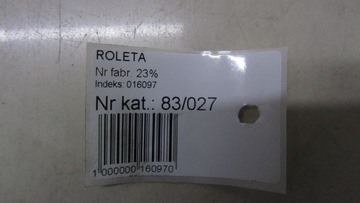 ROLETA
Nr fabr. 23%
Indeks: 016097
Nr kat.: 83/027
1 000000 160970